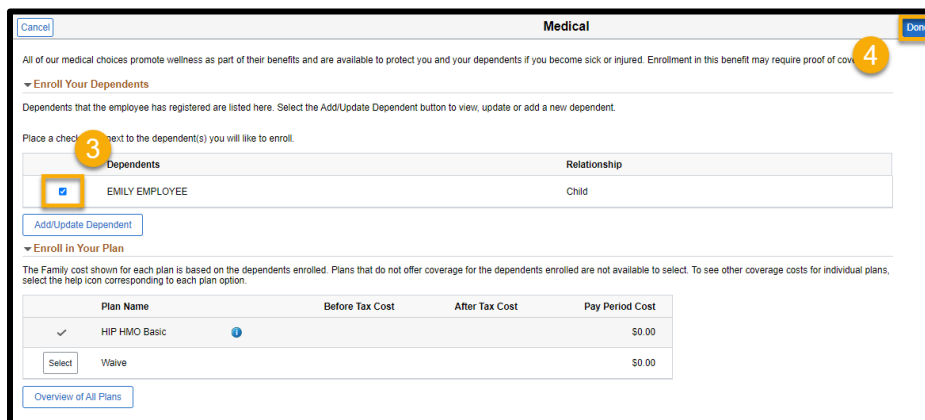 Cancel
Medical
Done
All of our medical choices promote wellness as part of their benefits and are available to protect you and your dependents if you become sick or injured. Enrollment in this benefit may require proof of
4
Enroll Your Dependents
Dependents that the employee has registered are listed here. Select the Add/Update Dependent button to view, update or add a new dependent.
Place a next to the dependent(s) you will like to enroll.
3
Dependents Relationship
EMILY EMPLOYEE Child
Add/Update Dependent
Enroll in Your Plan
The Family cost shown for each plan is based on the dependents enrolled. Plans that do not offer coverage for the dependents enrolled are not available to select. To see other coverage costs for individual plans,
select the help icon corresponding to each plan option.
Plan Name Before Tax Cost After Tax Cost Pay Period Cost
HIP HMO Basic $0.00
Select Waive $0.00
Overview of All Plans